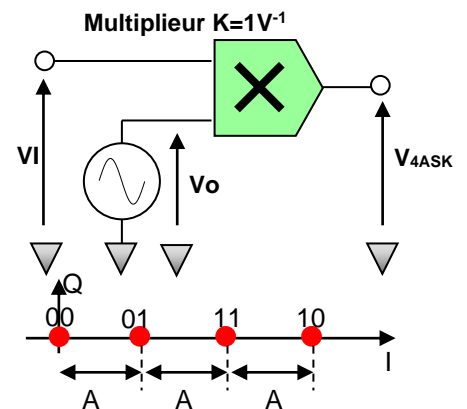 Multiplieur K=1V⁻¹
VI
Vo
V4ASK
Q
00 01 11 10
I
A A A